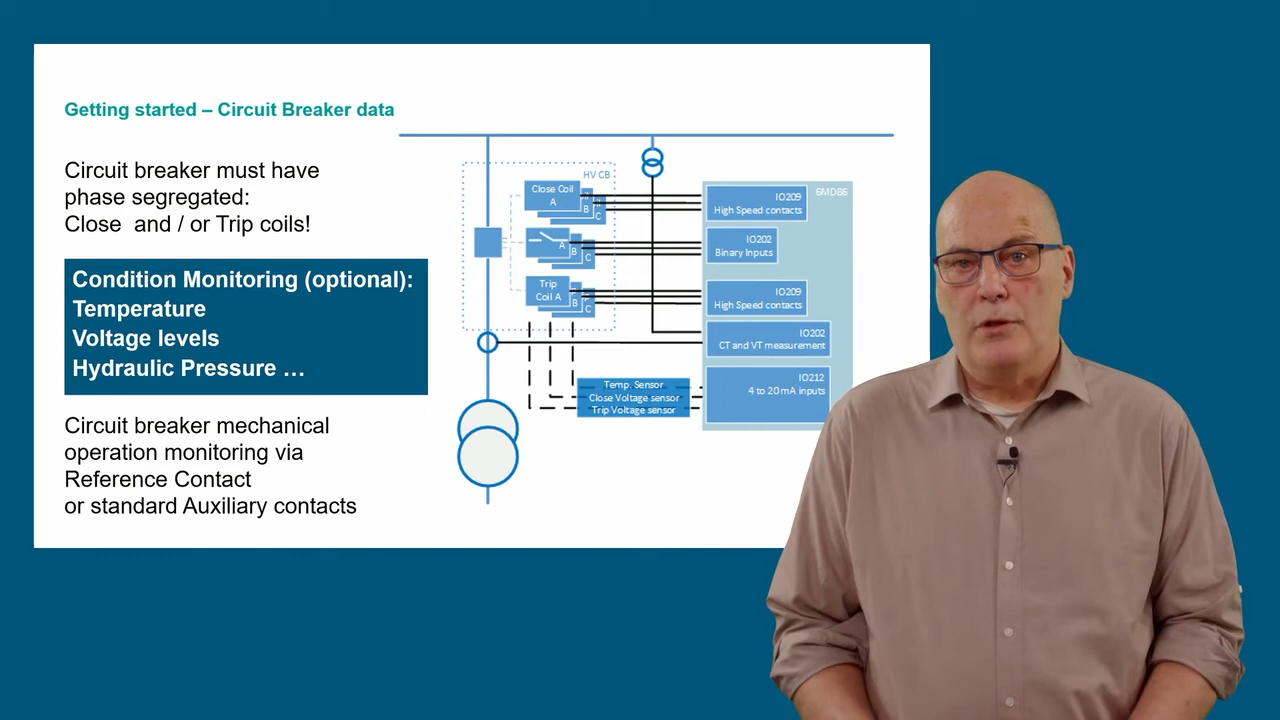 Getting started – Circuit Breaker data
Circuit breaker must have
phase segregated:
Close  and / or Trip coils!
Condition Monitoring (optional):
Temperature
Voltage levels
Hydraulic Pressure …
Circuit breaker mechanical
operation monitoring via
Reference Contact
or standard Auxiliary contacts
HV CB
Close Coil
A
B
C
A
B
C
Trip
Coil A
B
C
6MD86
IO209
High Speed contacts
IO202
Binary Inputs
IO209
High Speed contacts
IO202
CT and VT measurement
IO212
4 to 20mA inputs
Temp. Sensor
Close Voltage sensor
Trip Voltage sensor